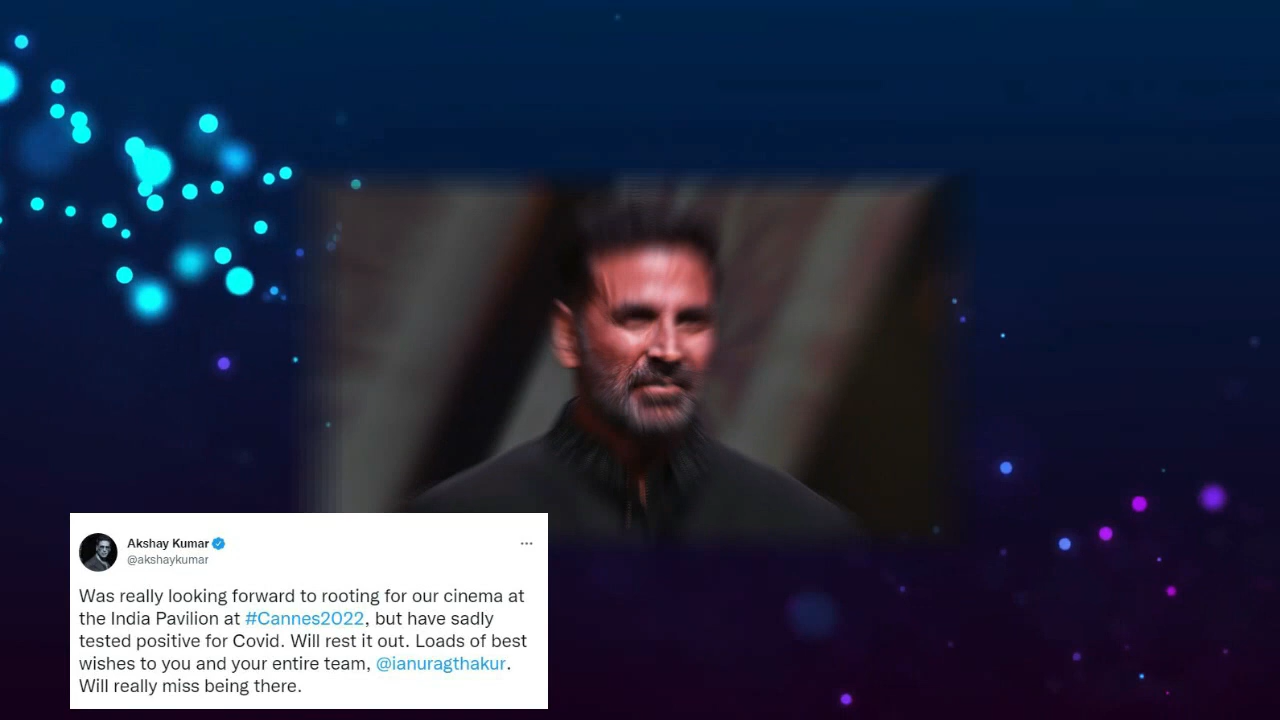 Akshay Kumar
@akshaykumar
Was really looking forward to rooting for our cinema at
the India Pavilion at #Cannes2022, but have sadly
tested positive for Covid. Will rest it out. Loads of best
wishes to you and your entire team, @ianuragthakur.
Will really miss being there.